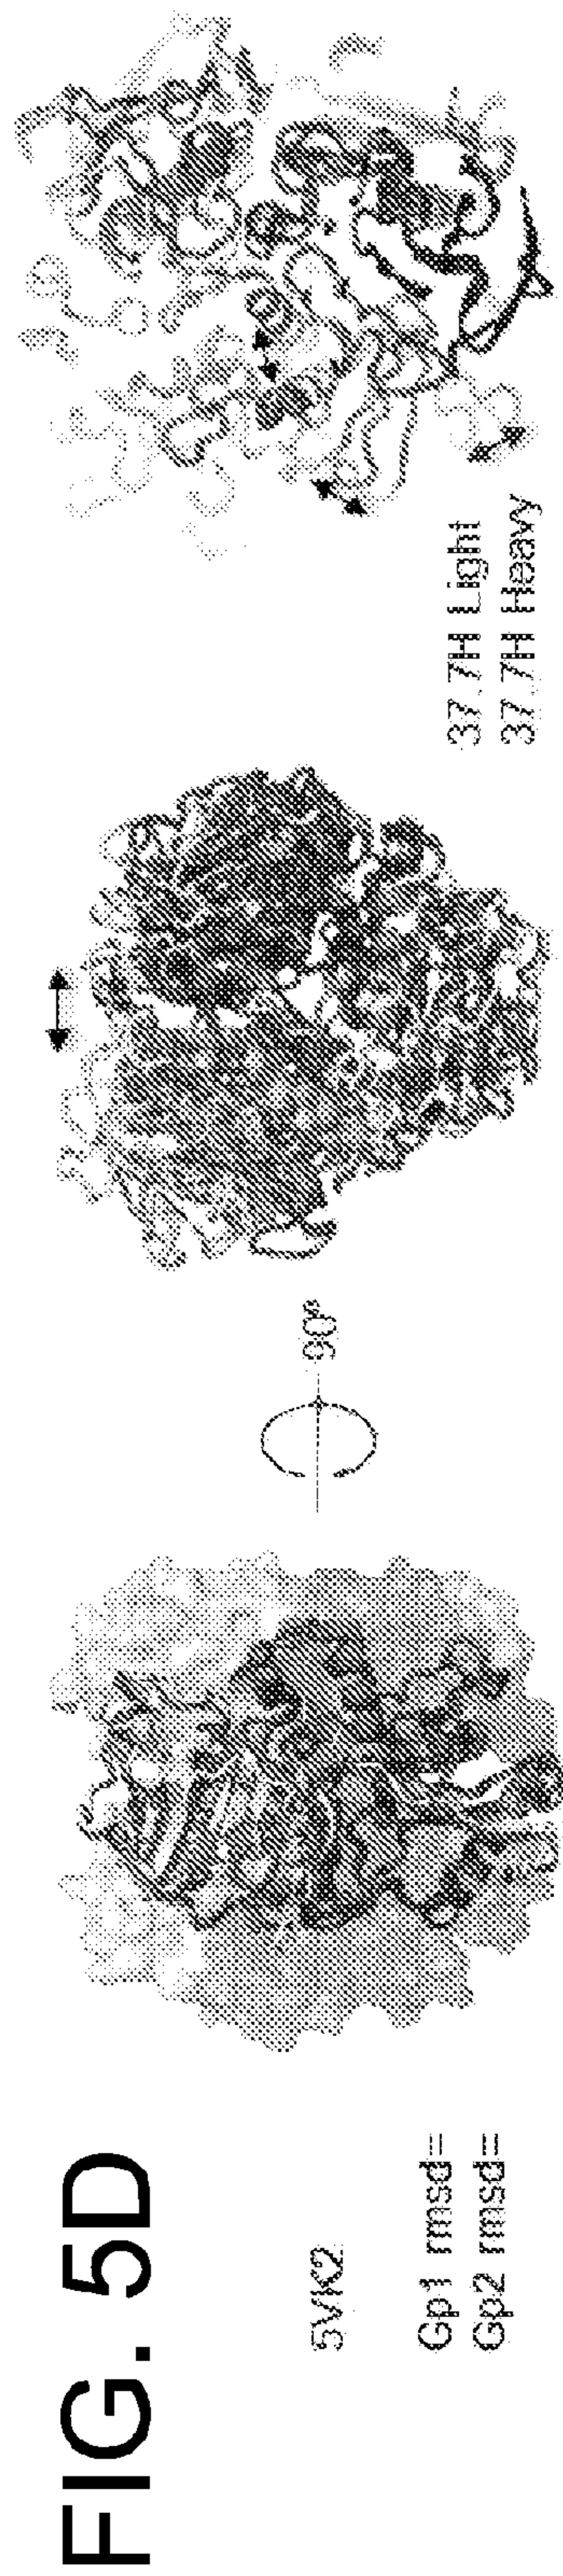 FIG. 5D
5VK2
Gp1 rmsd=
Gp2 rmsd=
90°
37.7H Light
37.7H Heavy